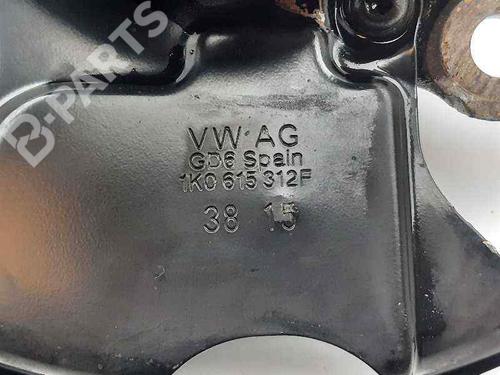 B-PARTS
VW AG
GD6 Spain
1K0 615 312F
38 15